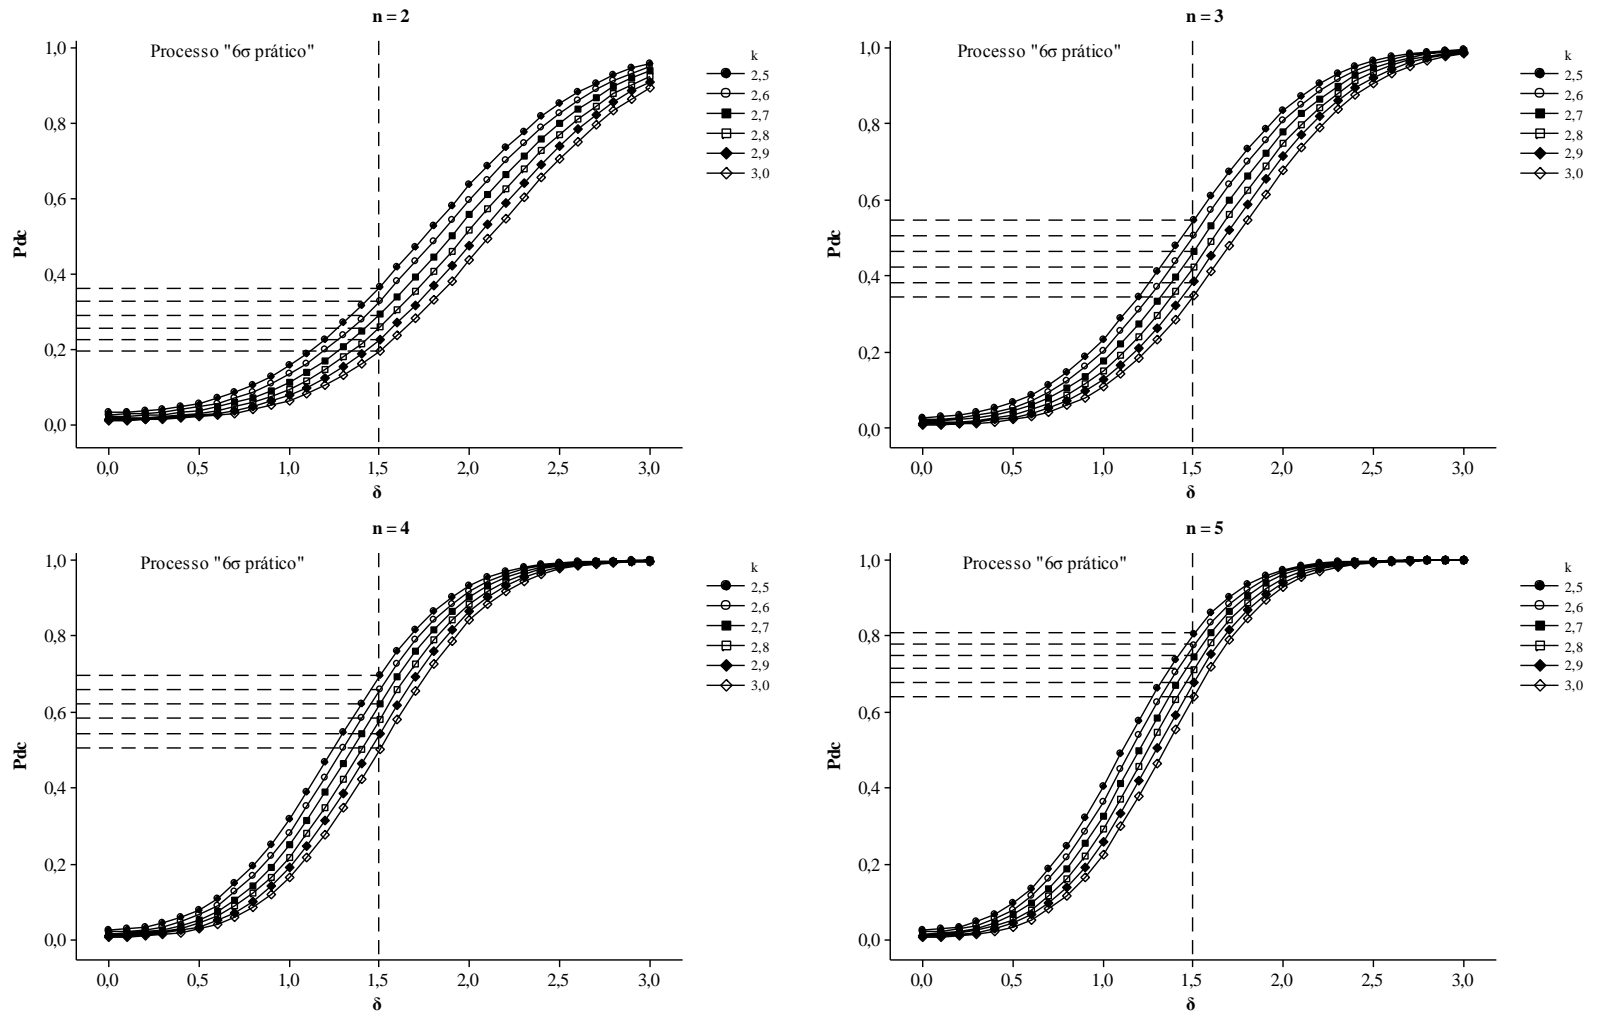 n = 2
Processo "6σ prático"
k
2,5
2,6
2,7
2,8
2,9
3,0
1,0
0,8
0,6
0,4
0,2
0,0
Pdc
0,0 0,5 1,0 1,5 2,0 2,5 3,0
δ
n = 3
Processo "6σ prático"
k
2,5
2,6
2,7
2,8
2,9
3,0
1,0
0,8
0,6
0,4
0,2
0,0
Pdc
0,0 0,5 1,0 1,5 2,0 2,5 3,0
δ
n = 4
Processo "6σ prático"
k
2,5
2,6
2,7
2,8
2,9
3,0
1,0
0,8
0,6
0,4
0,2
0,0
Pdc
0,0 0,5 1,0 1,5 2,0 2,5 3,0
δ
n = 5
Processo "6σ prático"
k
2,5
2,6
2,7
2,8
2,9
3,0
1,0
0,8
0,6
0,4
0,2
0,0
Pdc
0,0 0,5 1,0 1,5 2,0 2,5 3,0
δ